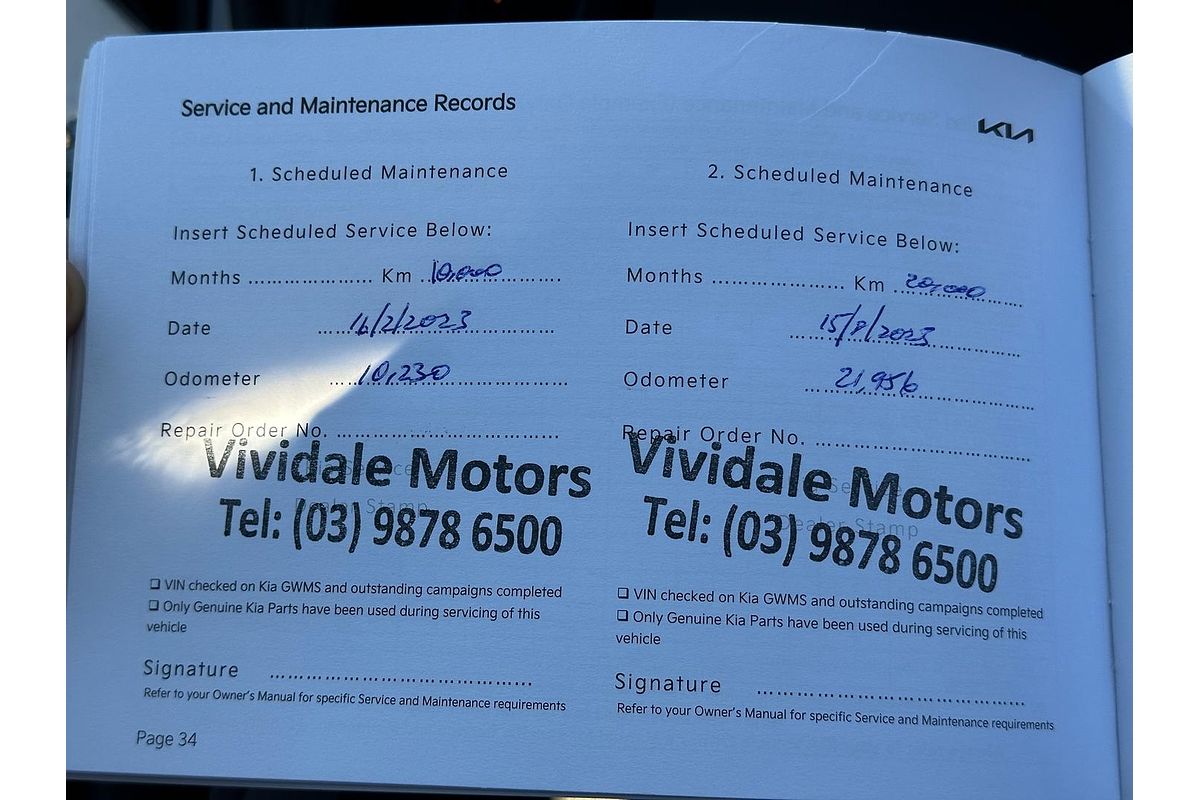 Service and Maintenance Records
KIA
1. Scheduled Maintenance
Insert Scheduled Service Below:
Months .................... Km 10,000
Date 16/2/2023
Odometer 10,230
Repair Order No. ....................
Vividale Motors
Dealer Stamp
Tel: (03) 9878 6500
❑ VIN checked on Kia GWMS and outstanding campaigns completed
❑ Only Genuine Kia Parts have been used during servicing of this
vehicle
Signature ....................
Refer to your Owner's Manual for specific Service and Maintenance requirements
Page 34
2. Scheduled Maintenance
Insert Scheduled Service Below:
Months .................... Km 20,000
Date 15/8/2023
Odometer 21,956
Repair Order No. ....................
Vividale Motors
Dealer Stamp
Tel: (03) 9878 6500
❑ VIN checked on Kia GWMS and outstanding campaigns completed
❑ Only Genuine Kia Parts have been used during servicing of this
vehicle
Signature ....................
Refer to your Owner's Manual for specific Service and Maintenance requirements